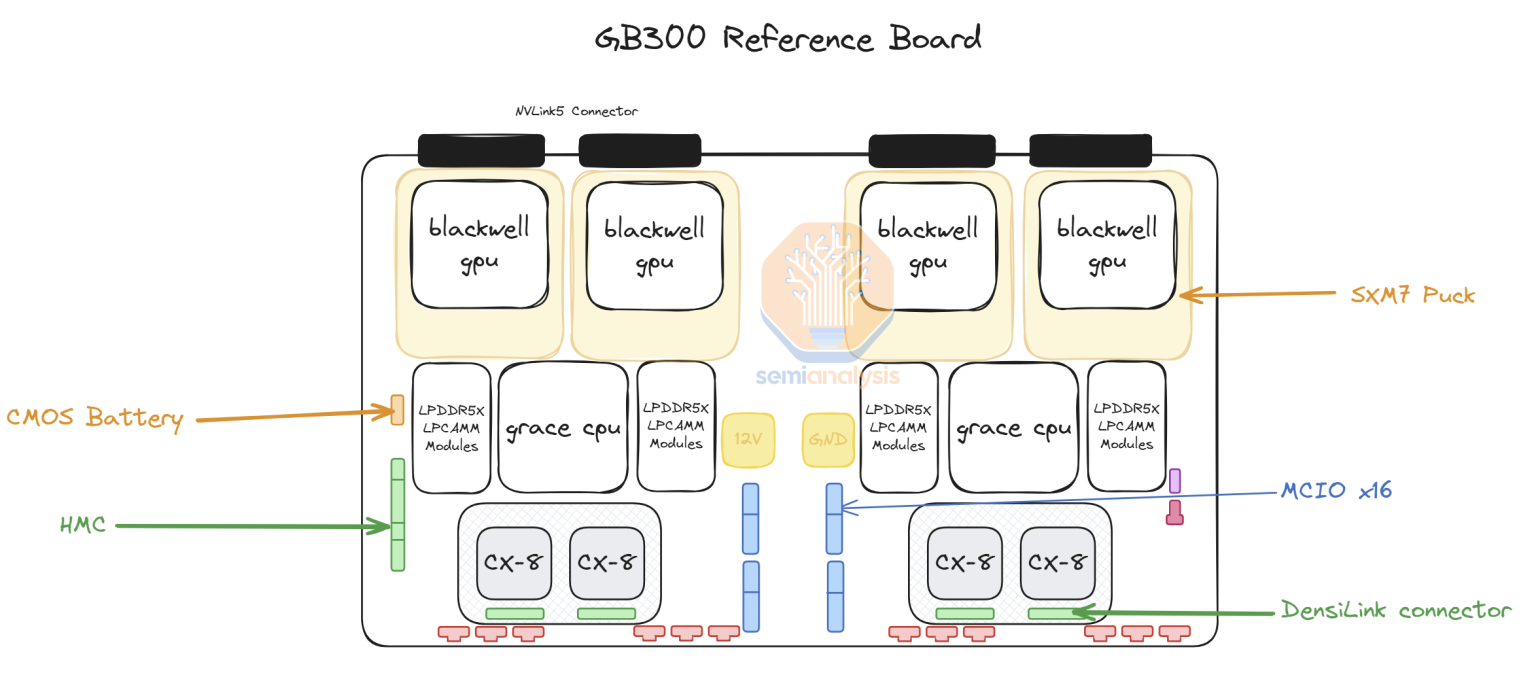 GB300 Reference Board
NVLink5 Connector
blackwell
gpu
blackwell
gpu
blackwell
gpu
blackwell
gpu
SXM7 Puck
semianalysis
CMOS Battery
LPDDR5X
LPCAMM
Modules
grace cpu
LPDDR5X
LPCAMM
Modules
12V
GND
LPDDR5X
LPCAMM
Modules
grace cpu
LPDDR5X
LPCAMM
Modules
MCIO x16
HMC
CX-8
CX-8
CX-8
CX-8
DensiLink connector